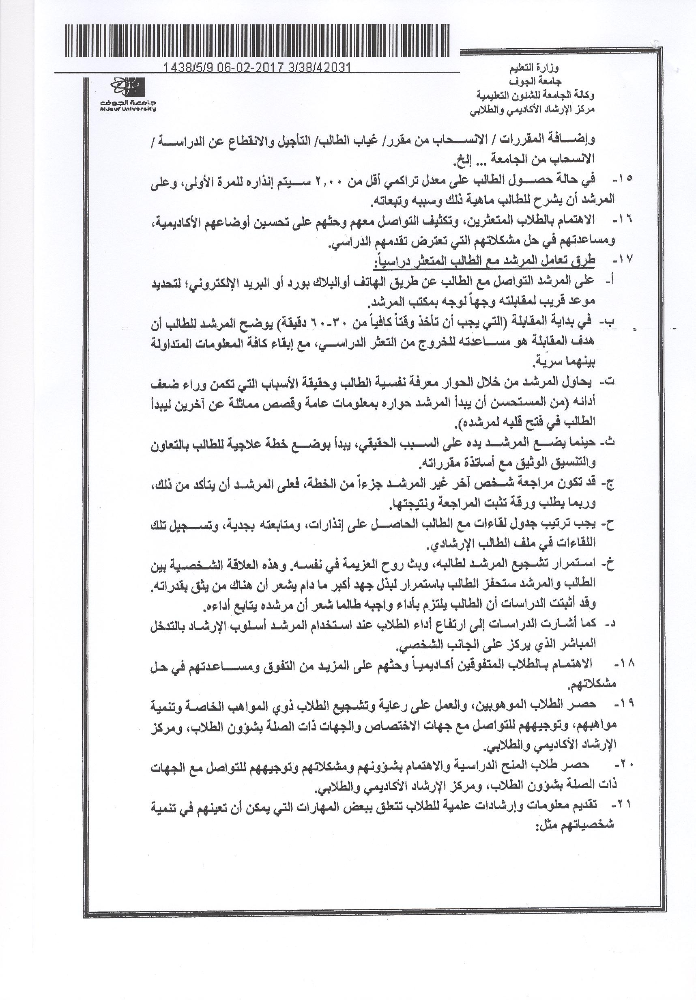 1438/5/9 06-02-2017 3/38/42031
وزارة التعليم
جامعة الجوف
وكالة الجامعة للشئون التعليمية
مركز الإرشاد الأكاديمي والطلابي
جامعة الجوف
Al Jouf University
وإضافة المقررات / الانسحاب من مقرر/ غياب الطالب/ التأجيل والانقطاع عن الدراسة /
الانسحاب من الجامعة ... إلخ.
١٥- في حالة حصول الطالب على معدل تراكمي أقل من ٢,٠٠ سيتم إنذاره للمرة الأولى، وعلى
المرشد أن يشرح للطالب ماهية ذلك وسببه وتبعاته.
١٦- الاهتمام بالطلاب المتعثرين، وتكثيف التواصل معهم وحثهم على تحسين أوضاعهم الأكاديمية،
ومساعدتهم في حل مشكلاتهم التي تعترض تقدمهم الدراسي.
١٧- طرق تعامل المرشد مع الطالب المتعثر دراسياً:
أ- على المرشد التواصل مع الطالب عن طريق الهاتف أوالبلاك بورد أو البريد الإلكتروني؛ لتحديد
موعد قريب لمقابلته وجهاً لوجه بمكتب المرشد.
ب- في بداية المقابلة (التي يجب أن تأخذ وقتاً كافياً من ٣٠-٦٠ دقيقة) يوضح المرشد للطالب أن
هدف المقابلة هو مساعدته للخروج من التعثر الدراسي، مع إبقاء كافة المعلومات المتداولة
بينهما سرية.
ت- يحاول المرشد من خلال الحوار معرفة نفسية الطالب وحقيقة الأسباب التي تكمن وراء ضعف
أدائه (من المستحسن أن يبدأ المرشد حواره بمعلومات عامة وقصص مماثلة عن آخرين ليبدأ
الطالب في فتح قلبه لمرشده).
ث- حينما يضع المرشد يده على السبب الحقيقي، يبدأ بوضع خطة علاجية للطالب بالتعاون
والتنسيق الوثيق مع أساتذة مقرراته.
ج- قد تكون مراجعة شخص آخر غير المرشد جزءاً من الخطة، فعلى المرشد أن يتأكد من ذلك،
وربما يطلب ورقة تثبت المراجعة ونتيجتها.
ح- يجب ترتيب جدول لقاءات مع الطالب الحاصل على إنذارات، ومتابعته بجدية، وتسجيل تلك
اللقاءات في ملف الطالب الإرشادي.
خ- استمرار تشجيع المرشد لطالبه، وبث روح العزيمة في نفسه. وهذه العلاقة الشخصية بين
الطالب والمرشد ستحفز الطالب باستمرار لبذل جهد أكبر ما دام يشعر أن هناك من يثق بقدراته.
وقد أثبتت الدراسات أن الطالب يلتزم بأداء واجبه طالما شعر أن مرشده يتابع أداءه.
د- كما أشارت الدراسات إلى ارتفاع أداء الطلاب عند استخدام المرشد أسلوب الإرشاد بالتدخل
المباشر الذي يركز على الجانب الشخصي.
١٨- الاهتمام بالطلاب المتفوقين أكاديمياً وحثهم على المزيد من التفوق ومساعدتهم في حل
مشكلاتهم.
١٩- حصر الطلاب الموهوبين، والعمل على رعاية وتشجيع الطلاب ذوي المواهب الخاصة وتنمية
مواهبهم، وتوجيههم للتواصل مع جهات الاختصاص والجهات ذات الصلة بشؤون الطلاب، ومركز
الإرشاد الأكاديمي والطلابي.
٢٠- حصر طلاب المنح الدراسية والاهتمام بشؤونهم ومشكلاتهم وتوجيههم للتواصل مع الجهات
ذات الصلة بشؤون الطلاب، ومركز الإرشاد الأكاديمي والطلابي.
٢١- تقديم معلومات وإرشادات علمية للطلاب تتعلق ببعض المهارات التي يمكن أن تعينهم في تنمية
شخصياتهم مثل: